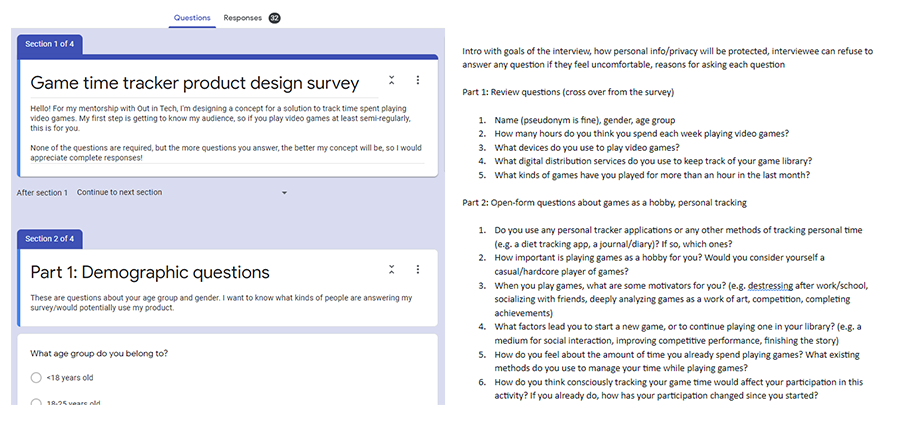 Questions Responses 32
Section 1 of 4
Game time tracker product design survey
Hello! For my mentorship with Out in Tech, I'm designing a concept for a solution to track time spent playing
video games. My first step is getting to know my audience, so if you play video games at least semi-regularly,
this is for you.
None of the questions are required, but the more questions you answer, the better my concept will be, so I would
appreciate complete responses!
After section 1 Continue to next section
Section 2 of 4
Part 1: Demographic questions
These are questions about your age group and gender. I want to know what kinds of people are answering my
survey/would potentially use my product.
What age group do you belong to?
<18 years old
18-25 years old
Intro with goals of the interview, how personal info/privacy will be protected, interviewee can refuse to
answer any question if they feel uncomfortable, reasons for asking each question
Part 1: Review questions (cross over from the survey)
1. Name (pseudonym is fine), gender, age group
2. How many hours do you think you spend each week playing video games?
3. What devices do you use to play video games?
4. What digital distribution services do you use to keep track of your game library?
5. What kinds of games have you played for more than an hour in the last month?
Part 2: Open-form questions about games as a hobby, personal tracking
1. Do you use any personal tracker applications or any other methods of tracking personal time
(e.g. a diet tracking app, a journal/diary)? If so, which ones?
2. How important is playing games as a hobby for you? Would you consider yourself a
casual/hardcore player of games?
3. When you play games, what are some motivators for you? (e.g. destressing after work/school,
socializing with friends, deeply analyzing games as a work of art, competition, completing
achievements)
4. What factors lead you to start a new game, or to continue playing one in your library? (e.g. a
medium for social interaction, improving competitive performance, finishing the story)
5. How do you feel about the amount of time you already spend playing games? What existing
methods do you use to manage your time while playing games?
6. How do you think consciously tracking your game time would affect your participation in this
activity? If you already do, how has your participation changed since you started?